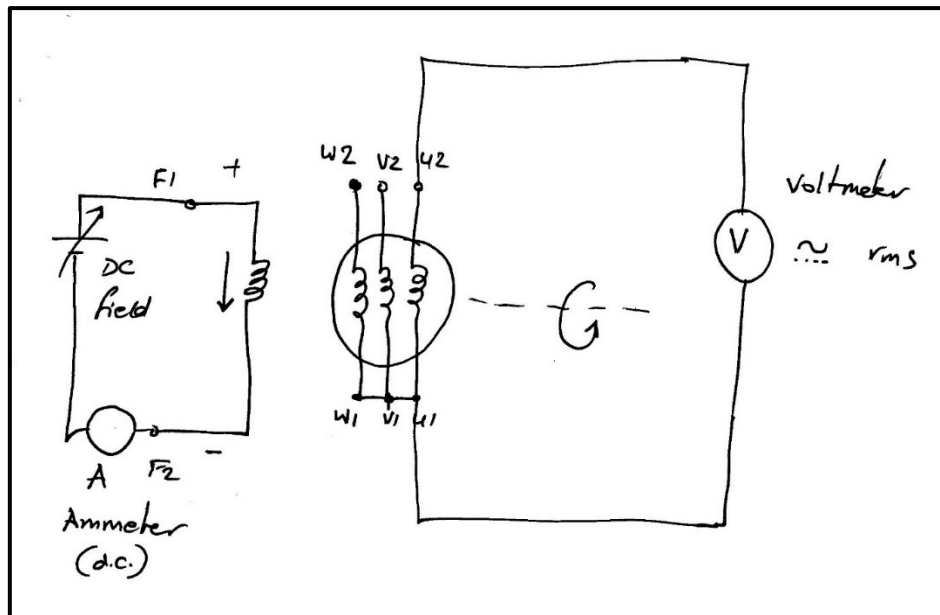 W2 V2 U2
F1 +
DC
field
Voltmeter
V
rms
W1 V1 U1
A F2 -
Ammeter
(d.c.)